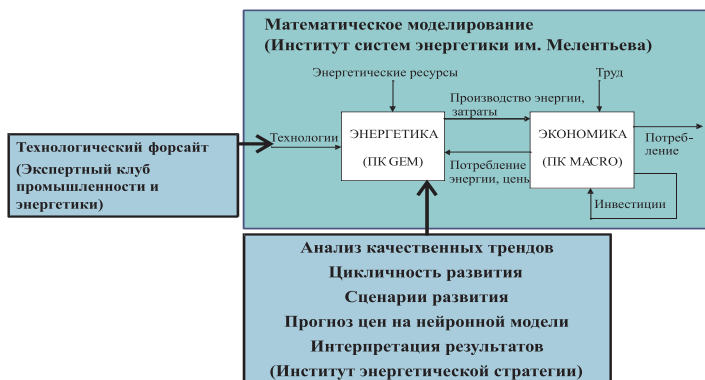 Математическое моделирование
(Институт систем энергетики им. Мелентьева)
Энергетические ресурсы
Труд
Производство энергии,
затраты
Технологии
ЭНЕРГЕТИКА
(ПК GEM)
ЭКОНОМИКА
(ПК MACRO)
Потреб-
ление
Потребление
энергии, цены
Инвестиции
Технологический форсайт
(Экспертный клуб
промышленности и
энергетики)
Анализ качественных трендов
Цикличность развития
Сценарии развития
Прогноз цен на нейронной модели
Интерпретация результатов
(Институт энергетической стратегии)